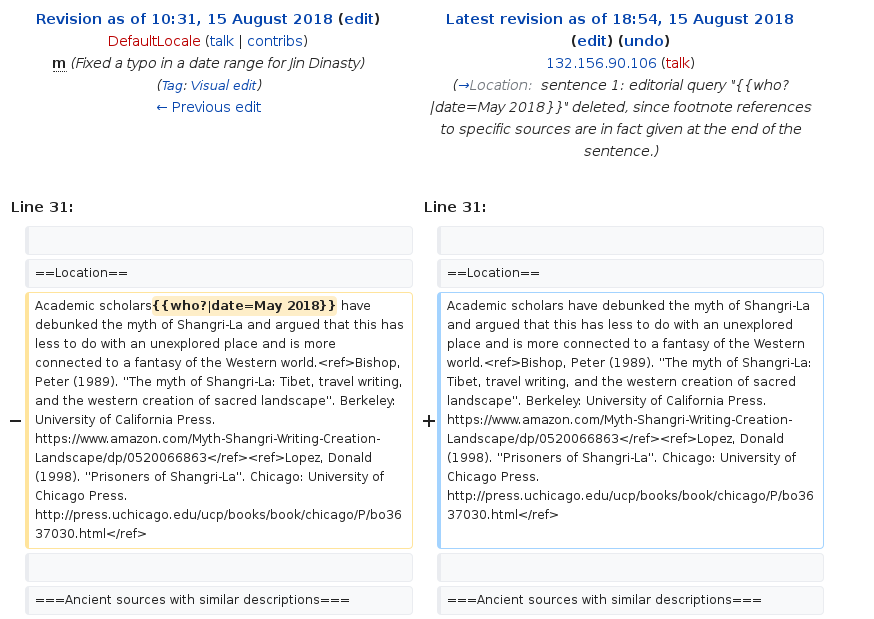 Revision as of 10:31, 15 August 2018 (edit)
DefaultLocale (talk | contribs)
m (Fixed a typo in a date range for Jin Dinasty)
(Tag: Visual edit)
← Previous edit
Latest revision as of 18:54, 15 August 2018
(edit) (undo)
132.156.90.106 (talk)
(→Location: sentence 1: editorial query "{{who?
|date=May 2018}}" deleted, since footnote references
to specific sources are in fact given at the end of the
sentence.)
Line 31:
Line 31:
==Location==
==Location==
−
Academic scholars{{who?|date=May 2018}} have
debunked the myth of Shangri-La and argued that this has
less to do with an unexplored place and is more
connected to a fantasy of the Western world.<ref>Bishop,
Peter (1989). "The myth of Shangri-La: Tibet, travel writing,
and the western creation of sacred landscape". Berkeley:
University of California Press.
https://www.amazon.com/Myth-Shangri-Writing-Creation-
Landscape/dp/0520066863</ref><ref>Lopez, Donald
(1998). "Prisoners of Shangri-La". Chicago: University of
Chicago Press.
http://press.uchicago.edu/ucp/books/book/chicago/P/bo36
37030.html</ref>
+
Academic scholars have debunked the myth of Shangri-La
and argued that this has less to do with an unexplored
place and is more connected to a fantasy of the Western
world.<ref>Bishop, Peter (1989). "The myth of Shangri-La:
Tibet, travel writing, and the western creation of sacred
landscape". Berkeley: University of California Press.
https://www.amazon.com/Myth-Shangri-Writing-Creation-
Landscape/dp/0520066863</ref><ref>Lopez, Donald
(1998). "Prisoners of Shangri-La". Chicago: University of
Chicago Press.
http://press.uchicago.edu/ucp/books/book/chicago/P/bo36
37030.html</ref>
===Ancient sources with similar descriptions===
===Ancient sources with similar descriptions===